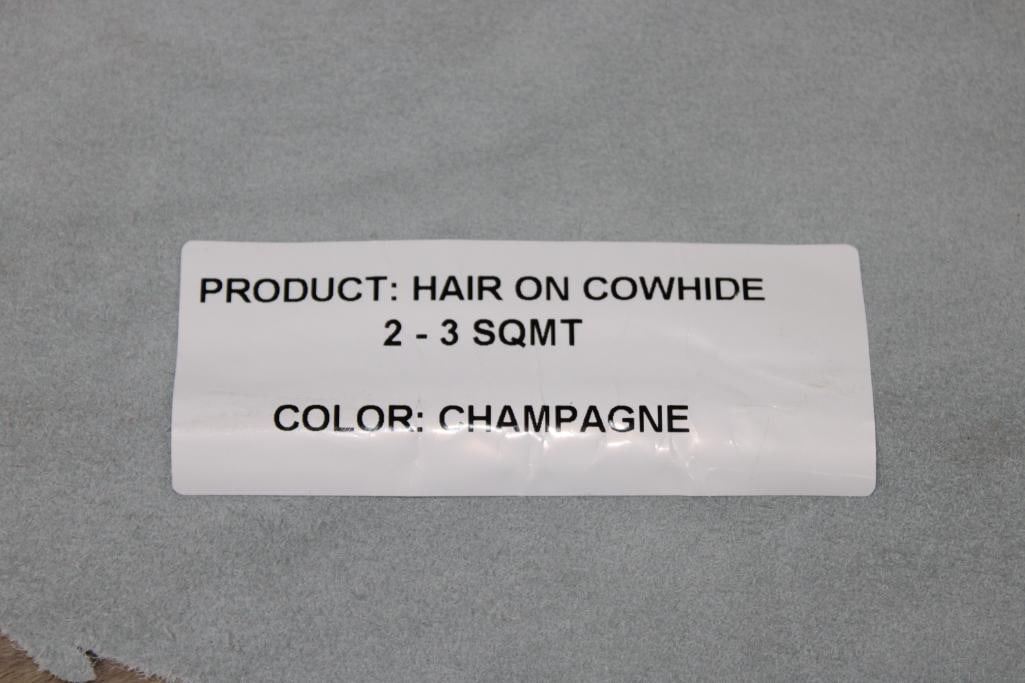 PRODUCT: HAIR ON COWHIDE
2 - 3 SQMT
COLOR: CHAMPAGNE